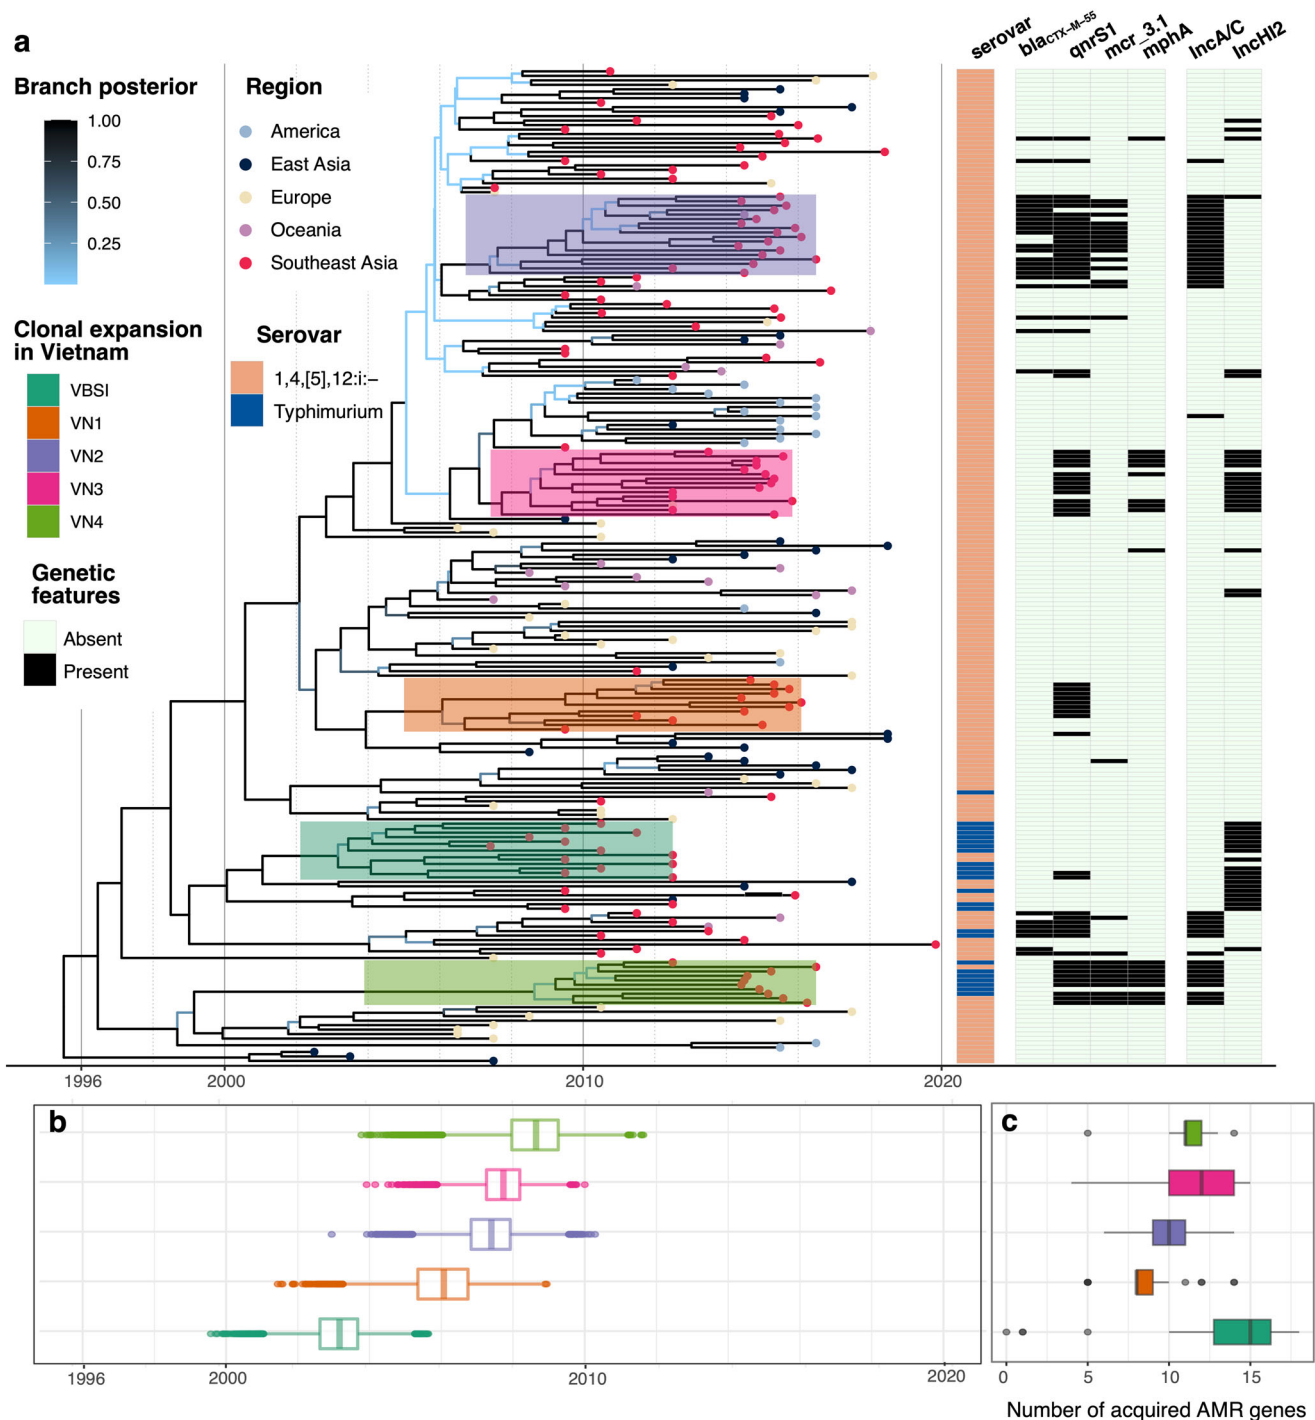 a
serovar
blaCTX–M–55
qnrS1
mcr_3.1
mphA
IncA/C
IncHI2
Branch posterior
1.00
0.75
0.50
0.25
Region
America
East Asia
Europe
Oceania
Southeast Asia
Clonal expansion
in Vietnam
VBSI
VN1
VN2
VN3
VN4
Serovar
1,4,[5],12:i:–
Typhimurium
Genetic
features
Absent
Present
1996
2000
2010
2020
b
1996
2000
2010
2020
c
0
5
10
15
Number of acquired AMR genes